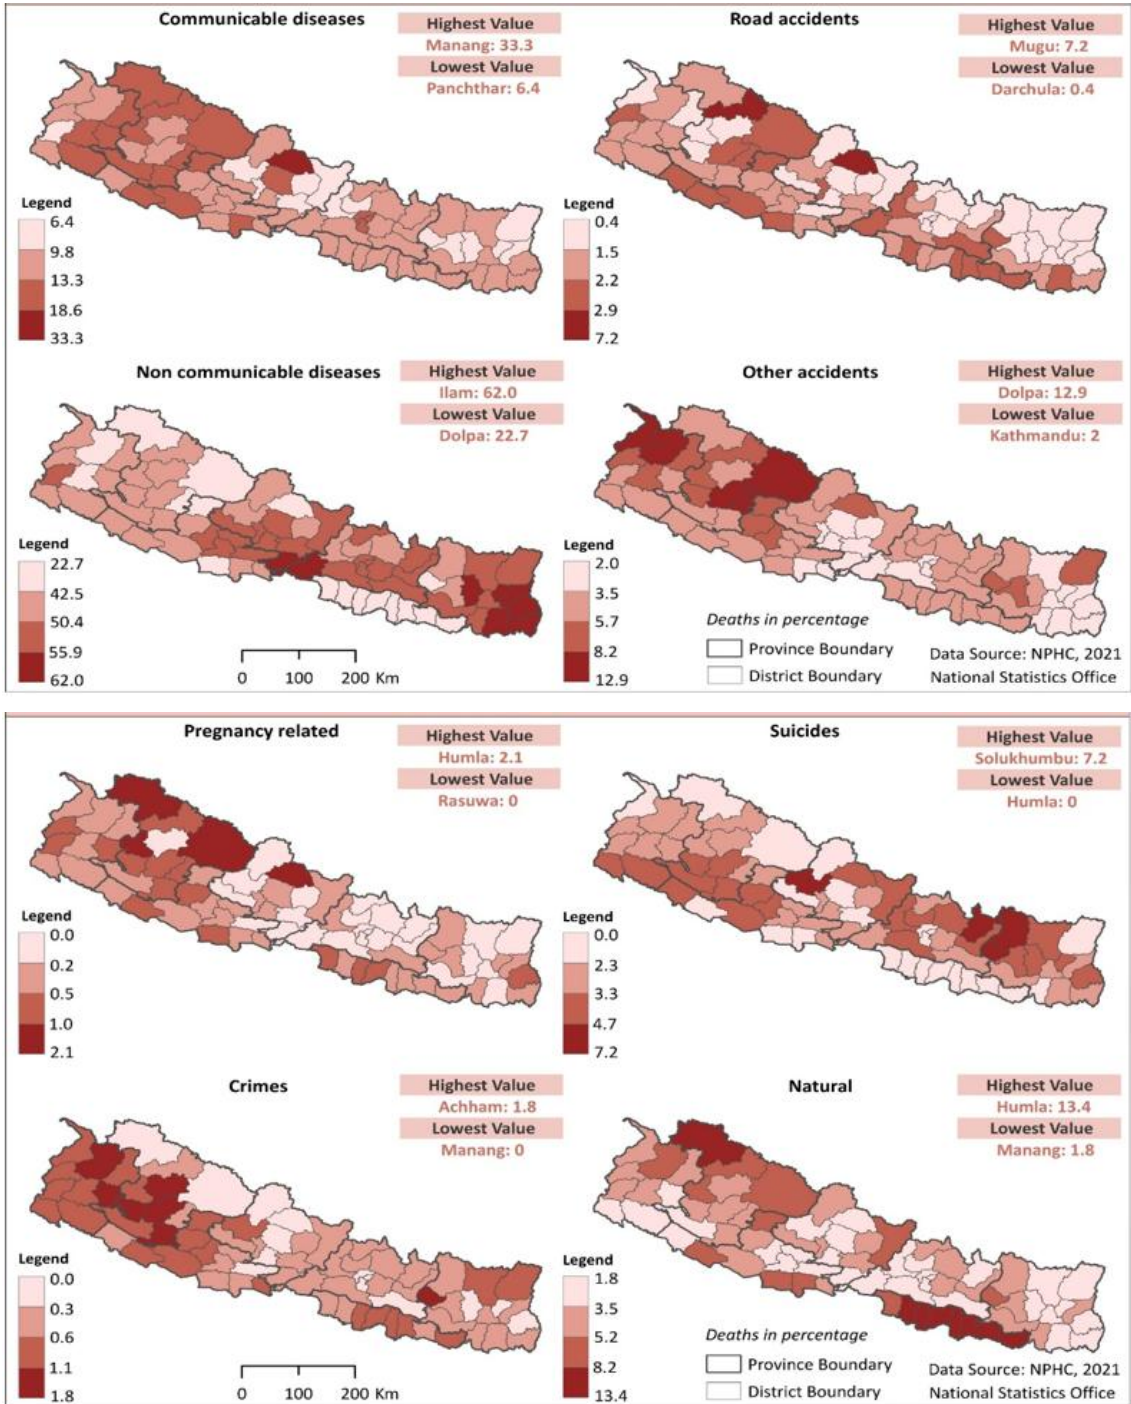 Communicable diseases
Highest Value
Manang: 33.3
Lowest Value
Panchthar: 6.4
Legend
6.4
9.8
13.3
18.6
33.3
Road accidents
Highest Value
Mugu: 7.2
Lowest Value
Darchula: 0.4
Legend
0.4
1.5
2.2
2.9
7.2
Non communicable diseases
Highest Value
Ilam: 62.0
Lowest Value
Dolpa: 22.7
Legend
22.7
42.5
50.4
55.9
62.0
0 100 200 Km
Other accidents
Highest Value
Dolpa: 12.9
Lowest Value
Kathmandu: 2
Legend
2.0
3.5
5.7
8.2
12.9
Deaths in percentage
Province Boundary
District Boundary
Data Source: NPHC, 2021
National Statistics Office
Pregnancy related
Highest Value
Humla: 2.1
Lowest Value
Rasuwa: 0
Legend
0.0
0.2
0.5
1.0
2.1
Suicides
Highest Value
Solukhumbu: 7.2
Lowest Value
Humla: 0
Legend
0.0
2.3
3.3
4.7
7.2
Crimes
Highest Value
Achham: 1.8
Lowest Value
Manang: 0
Legend
0.0
0.3
0.6
1.1
1.8
0 100 200 Km
Natural
Highest Value
Humla: 13.4
Lowest Value
Manang: 1.8
Legend
1.8
3.5
5.2
8.2
13.4
Deaths in percentage
Province Boundary
District Boundary
Data Source: NPHC, 2021
National Statistics Office